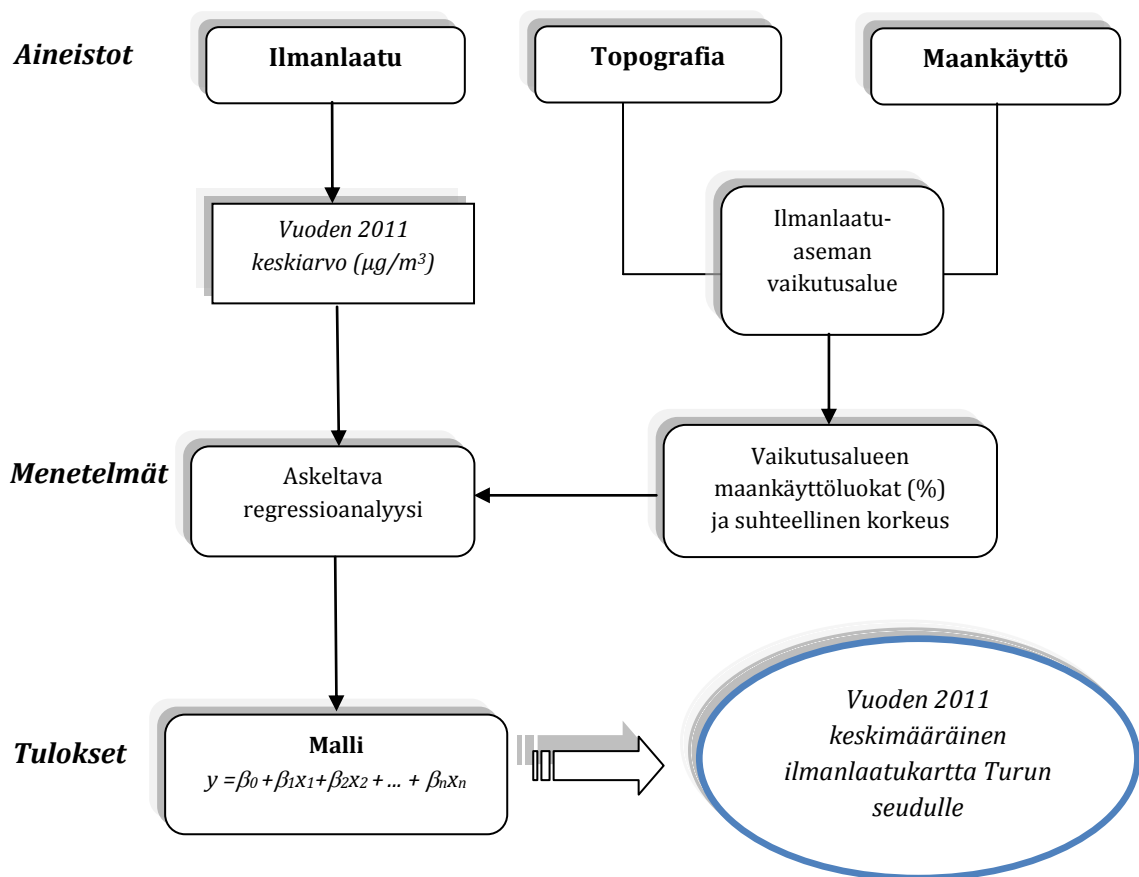 Aineistot
Ilmanlaatu
Topografia
Maankäyttö
Vuoden 2011
keskiarvo (µg/m³)
Ilmanlaatu-
aseman
vaikutusalue
Menetelmät
Askeltava
regressioanalyysi
Vaikutusalueen
maankäyttöluokat (%)
ja suhteellinen korkeus
Tulokset
Malli
y =β0 +β1x1+β2x2 + ... + βnxn
Vuoden 2011
keskimääräinen
ilmanlaatukartta Turun
seudulle